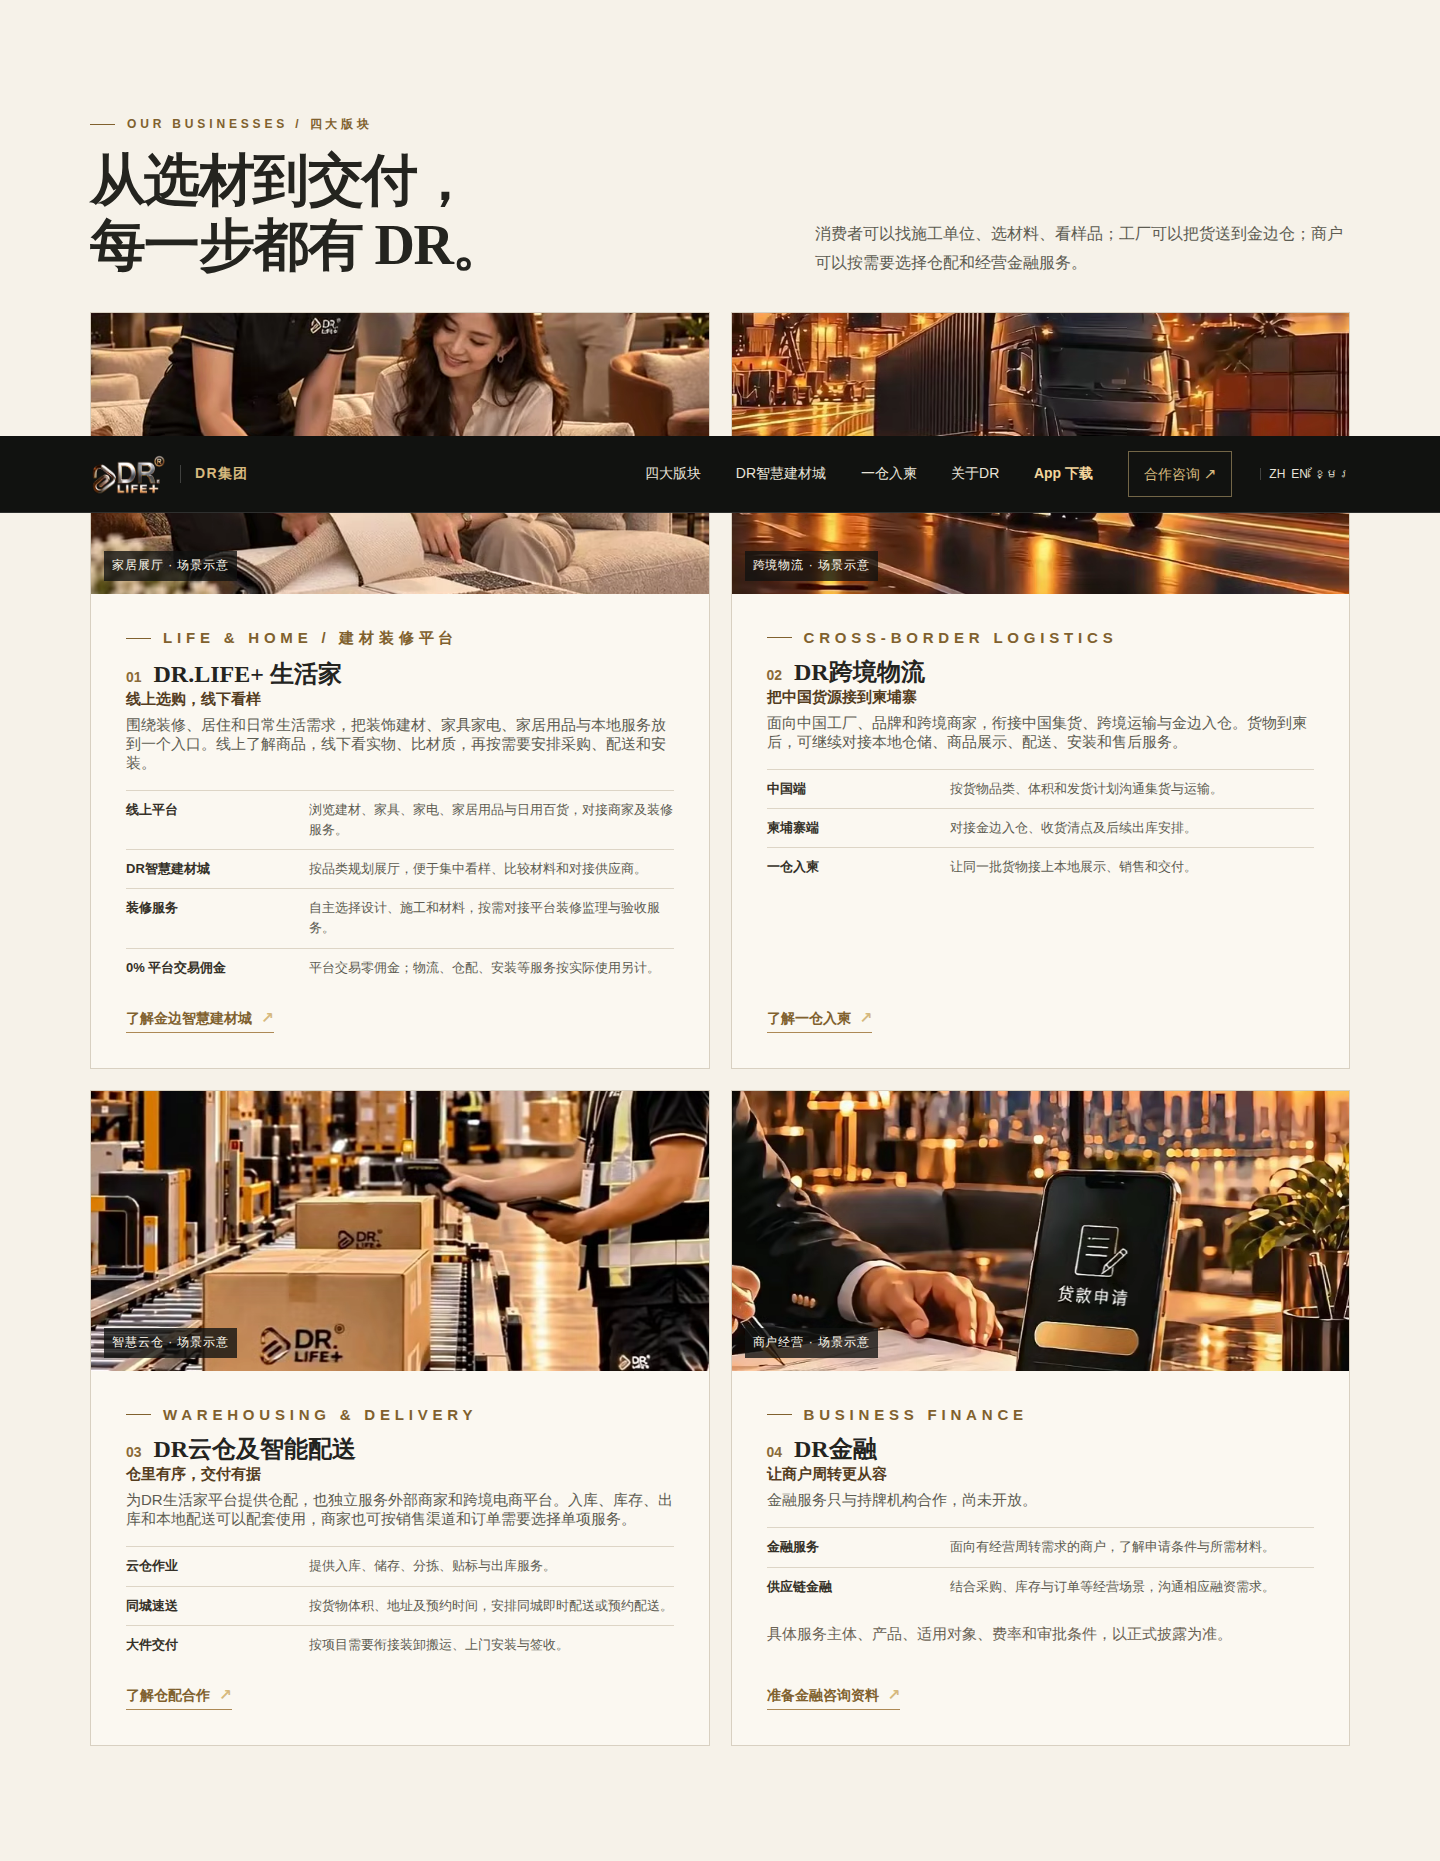 OUR BUSINESSES / 四大版块
从选材到交付，
每一步都有 DR。
消费者可以找施工单位、选材料、看样品；工厂可以把货送到金边仓；商户
可以按需要选择仓配和经营金融服务。
DR.
LIFE+
DR.® LIFE+
DR集团
四大版块
DR智慧建材城
一仓入柬
关于DR
App 下载
合作咨询 ↗
ZH EN
家居展厅 · 场景示意
跨境物流 · 场景示意
LIFE & HOME / 建材装修平台
01 DR.LIFE+ 生活家
线上选购，线下看样
围绕装修、居住和日常生活需求，把装饰建材、家具家电、家居用品与本地服务放
到一个入口。线上了解商品，线下看实物、比材质，再按需要安排采购、配送和安
装。
线上平台 浏览建材、家具、家电、家居用品与日用百货，对接商家及装修
服务。
DR智慧建材城 按品类规划展厅，便于集中看样、比较材料和对接供应商。
装修服务 自主选择设计、施工和材料，按需对接平台装修监理与验收服
务。
0% 平台交易佣金 平台交易零佣金；物流、仓配、安装等服务按实际使用另计。
了解金边智慧建材城 ↗
CROSS-BORDER LOGISTICS
02 DR跨境物流
把中国货源接到柬埔寨
面向中国工厂、品牌和跨境商家，衔接中国集货、跨境运输与金边入仓。货物到柬
后，可继续对接本地仓储、商品展示、配送、安装和售后服务。
中国端 按货物品类、体积和发货计划沟通集货与运输。
柬埔寨端 对接金边入仓、收货清点及后续出库安排。
一仓入柬 让同一批货物接上本地展示、销售和交付。
了解一仓入柬 ↗
DR.
LIFE+
DR.®
LIFE+
DR.
智慧云仓 · 场景示意
贷款申请
商户经营 · 场景示意
WAREHOUSING & DELIVERY
03 DR云仓及智能配送
仓里有序，交付有据
为DR生活家平台提供仓配，也独立服务外部商家和跨境电商平台。入库、库存、出
库和本地配送可以配套使用，商家也可按销售渠道和订单需要选择单项服务。
云仓作业 提供入库、储存、分拣、贴标与出库服务。
同城速送 按货物体积、地址及预约时间，安排同城即时配送或预约配送。
大件交付 按项目需要衔接装卸搬运、上门安装与签收。
了解仓配合作 ↗
BUSINESS FINANCE
04 DR金融
让商户周转更从容
金融服务只与持牌机构合作，尚未开放。
金融服务 面向有经营周转需求的商户，了解申请条件与所需材料。
供应链金融 结合采购、库存与订单等经营场景，沟通相应融资需求。
具体服务主体、产品、适用对象、费率和审批条件，以正式披露为准。
准备金融咨询资料 ↗